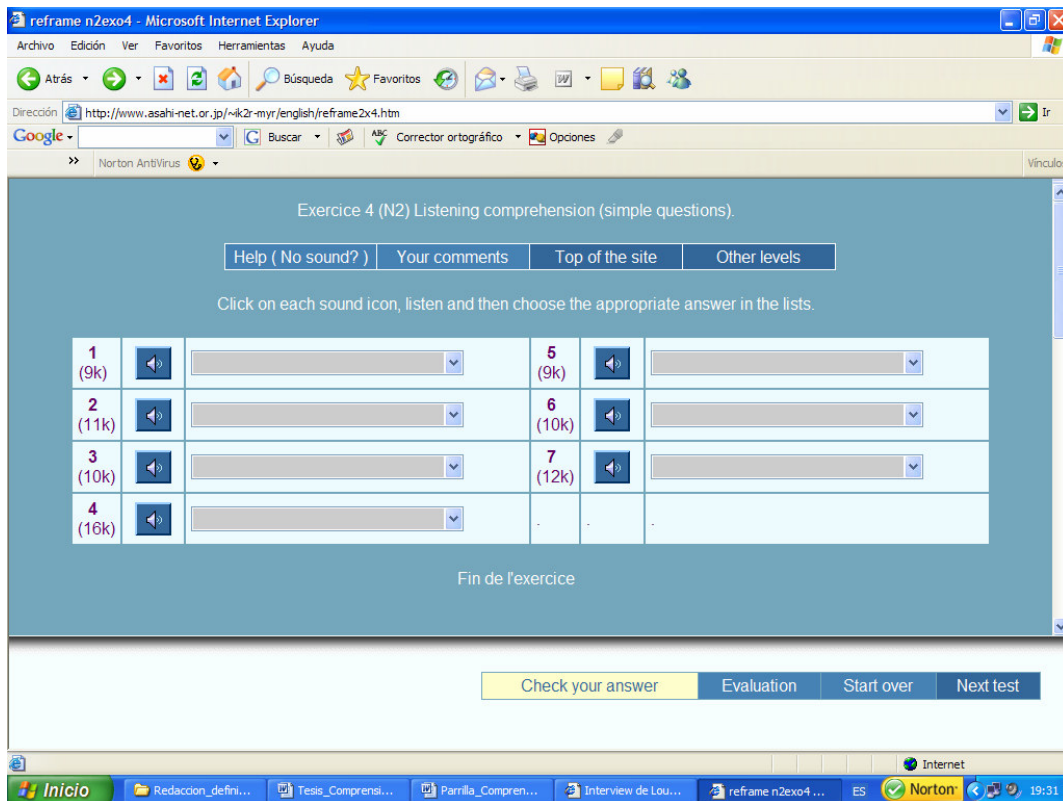 reframe n2exo4 - Microsoft Internet Explorer
Archivo Edición Ver Favoritos Herramientas Ayuda
Atrás Búsqueda Favoritos
Dirección http://www.asahi-net.or.jp/~ik2r-myr/english/reframe2x4.htm Ir
Google Buscar ABC Corrector ortográfico Opciones
» Norton AntiVirus Vínculo
Exercice 4 (N2) Listening comprehension (simple questions).
Help ( No sound? ) Your comments Top of the site Other levels
Click on each sound icon, listen and then choose the appropriate answer in the lists.
1 5
(9k) (9k)
2 6
(11k) (10k)
3 7
(10k) (12k)
4
(16k) . . .
Fin de l'exercice
Check your answer Evaluation Start over Next test
Internet
Inicio Redaccion_defini... Tesis_Comprensi... Parrilla_Compren... Interview de Lou... reframe n2exo4 ... ES Norton 19:31